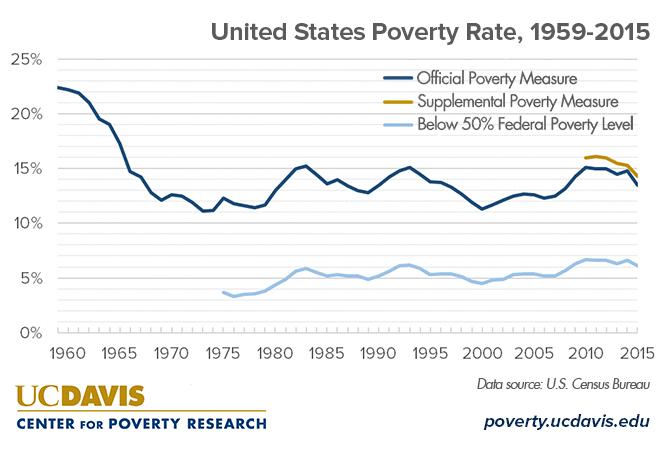 United States Poverty Rate, 1959-2015
25%
Official Poverty Measure
Supplemental Poverty Measure
20%
Below 50% Federal Poverty Level
15%
10%
5%
0%
1960 1965 1970 1975 1980 1985 1990 1995 2000 2005 2010 2015
Data source: U.S. Census Bureau
UCDAVIS
CENTER FOR POVERTY RESEARCH
poverty.ucdavis.edu